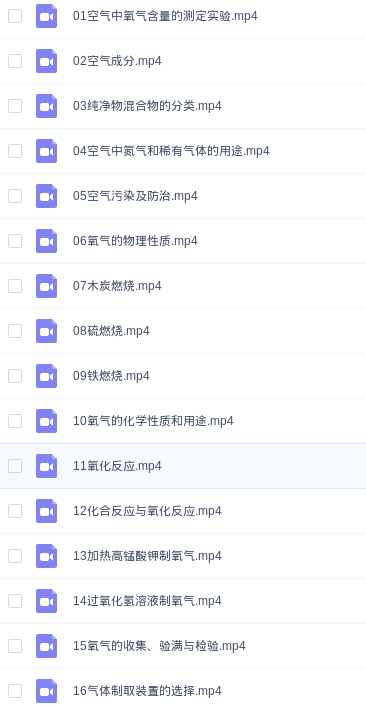 01空气中氧气含量的测定实验.mp4
02空气成分.mp4
03纯净物混合物的分类.mp4
04空气中氮气和稀有气体的用途.mp4
05空气污染及防治.mp4
06氧气的物理性质.mp4
07木炭燃烧.mp4
08硫燃烧.mp4
09铁燃烧.mp4
10氧气的化学性质和用途.mp4
11氧化反应.mp4
12化合反应与氧化反应.mp4
13加热高锰酸钾制氧气.mp4
14过氧化氢溶液制氧气.mp4
15氧气的收集、验满与检验.mp4
16气体制取装置的选择.mp4